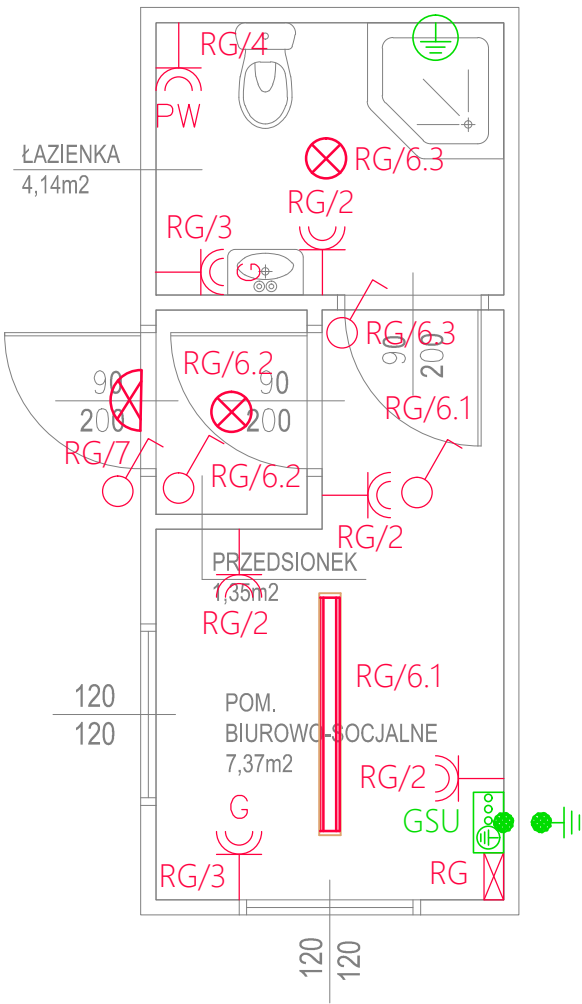 RG/4
PW
ŁAZIENKA
4,14m2
RG/6.3
RG/2
RG/3
G
RG/6.3
90
200
RG/6.2
90
200
90
200
RG/6.1
RG/7
RG/6.2
RG/2
PRZEDSIONEK
1,35m2
RG/2
RG/6.1
120
120
POM.
BIUROWO-SOCJALNE
7,37m2
RG/2
G
GSU
RG/3
RG
120
120